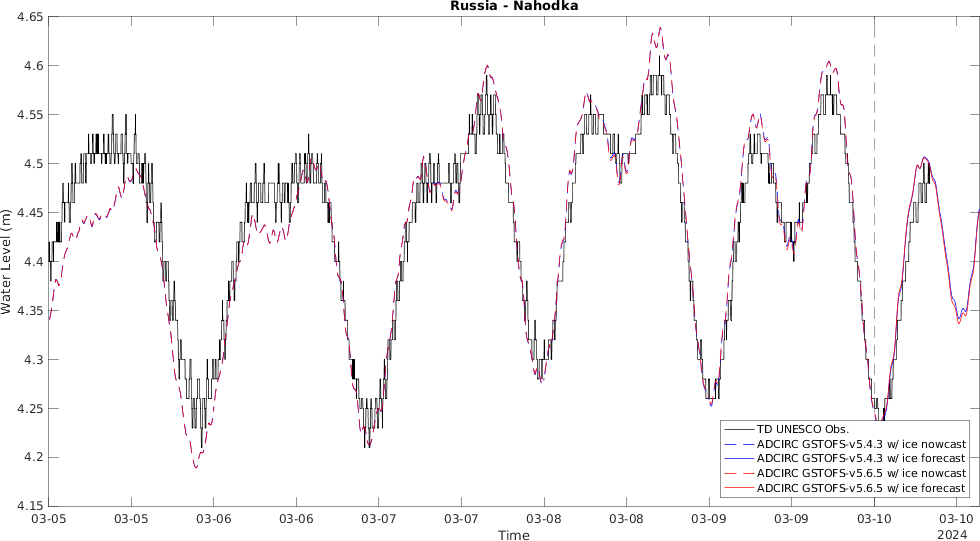 Russia - Nahodka
4.65
4.6
4.55
4.5
4.45
4.4
4.35
4.3
4.25
4.2
4.15
Water Level (m)
TD UNESCO Obs.
ADCIRC GSTOFS-v5.4.3 w/ ice nowcast
ADCIRC GSTOFS-v5.4.3 w/ ice forecast
ADCIRC GSTOFS-v5.6.5 w/ ice nowcast
ADCIRC GSTOFS-v5.6.5 w/ ice forecast
03-05 03-05 03-06 03-06 03-07 03-07 03-08 03-08 03-09 03-09 03-10 03-10
Time
2024